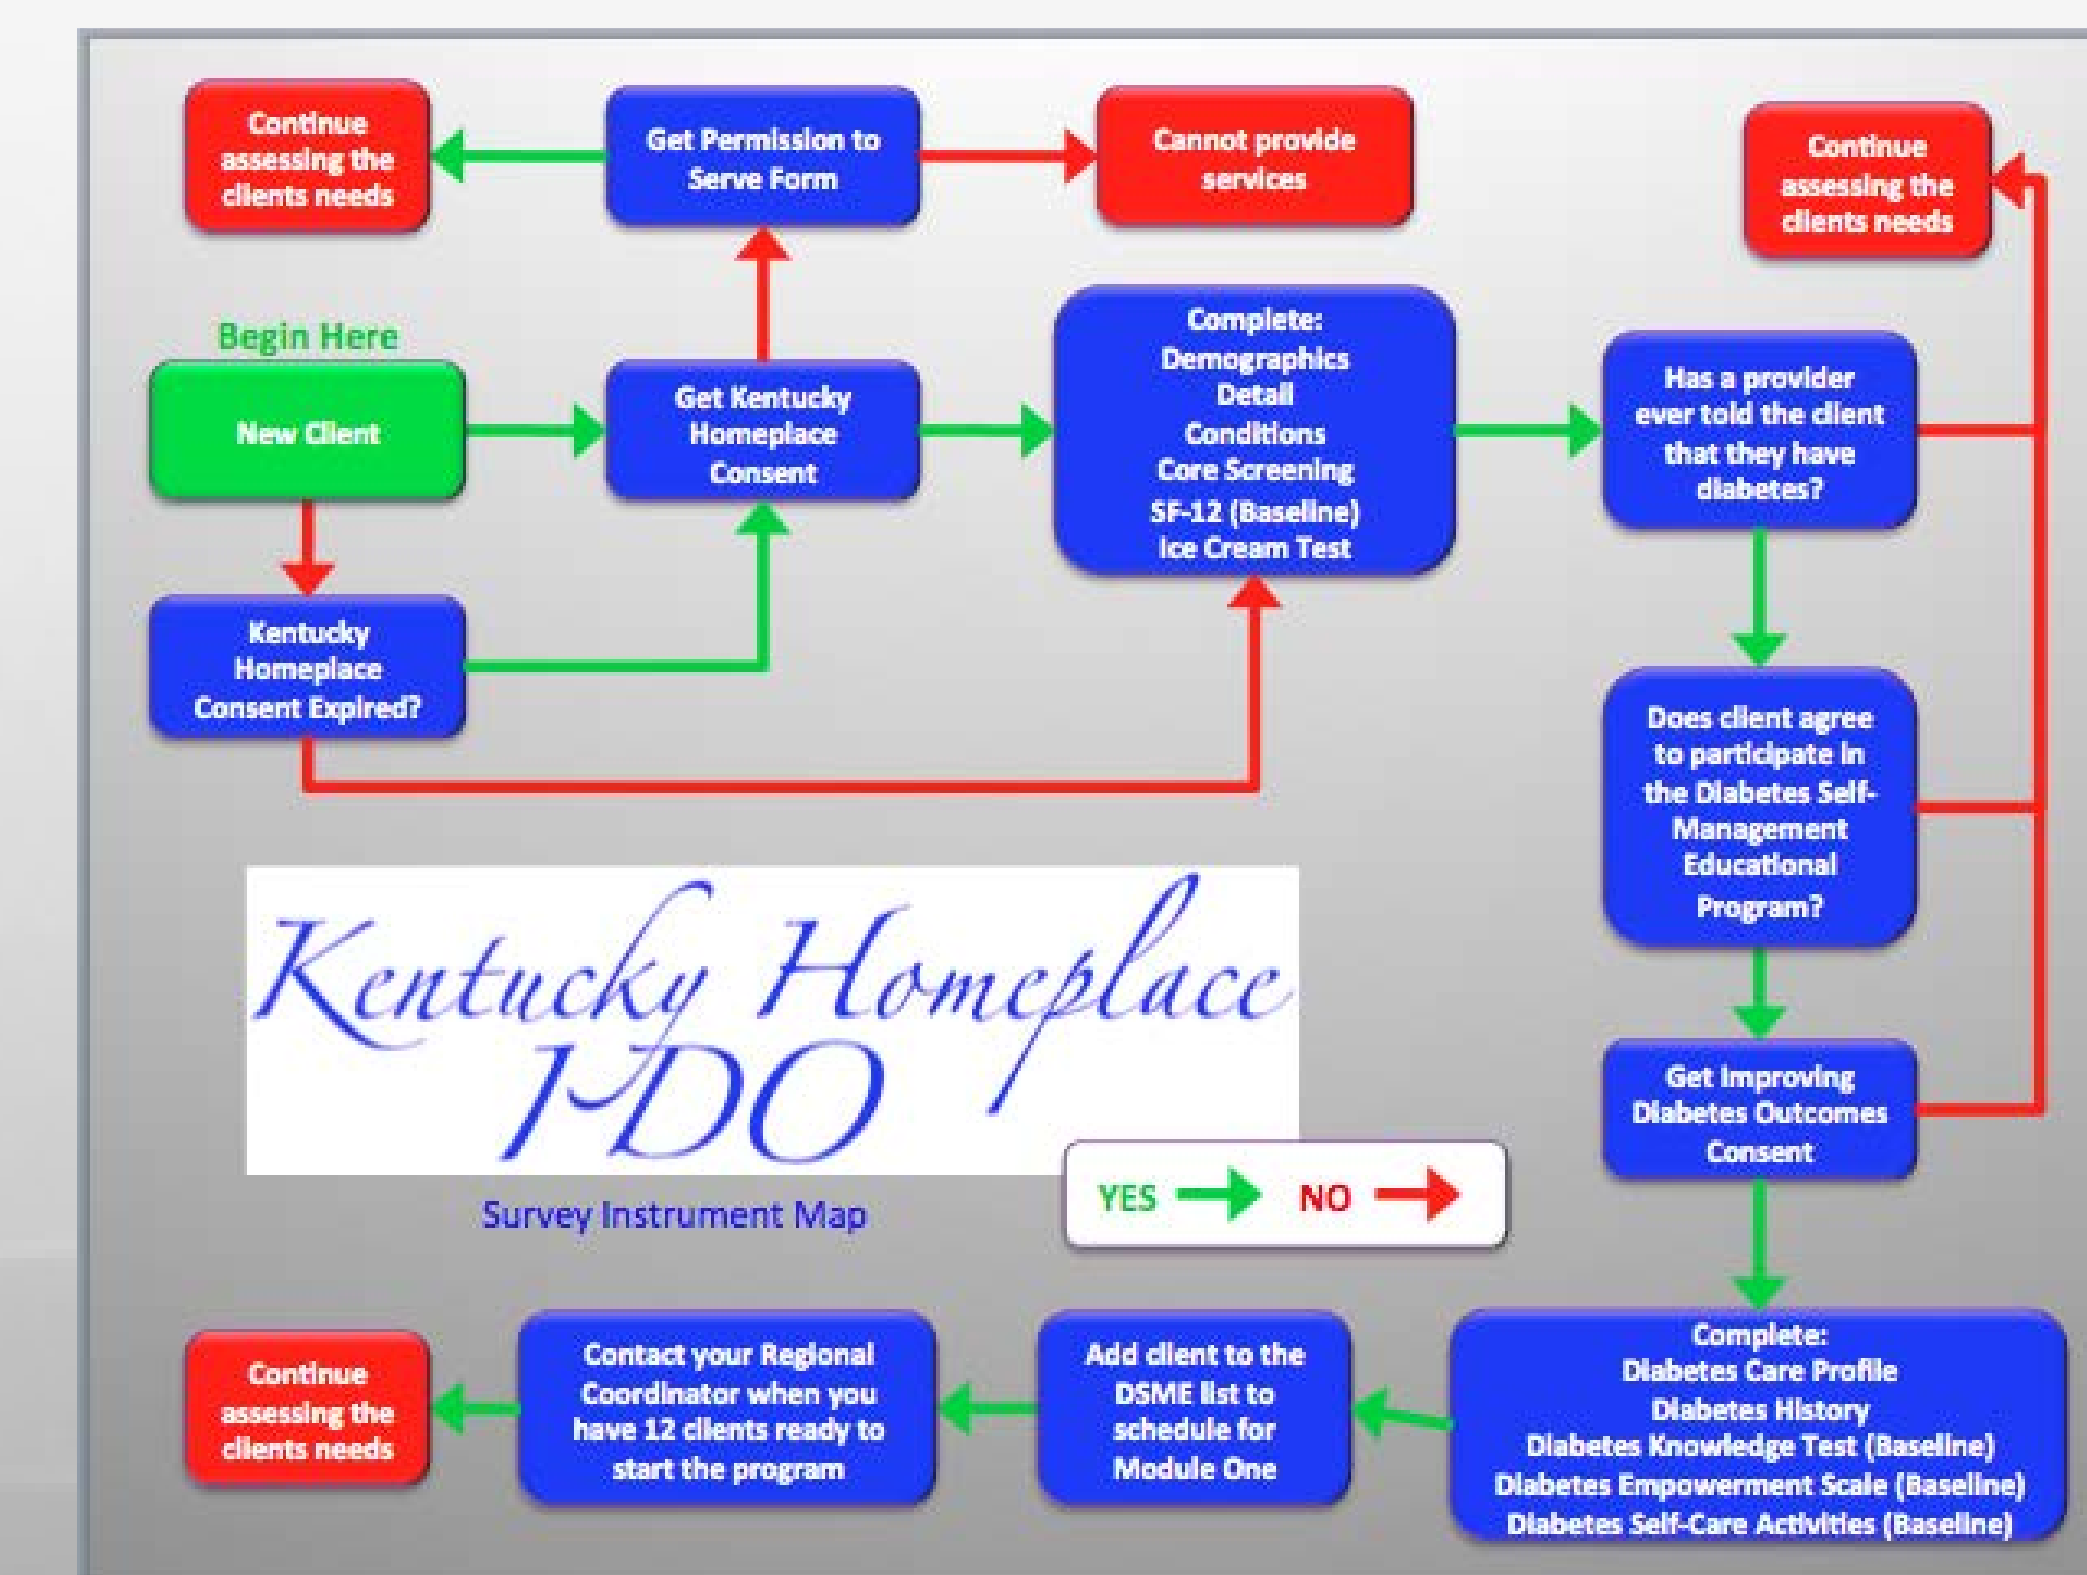 Continue
assessing the
clients needs
Get Permission to
Serve Form
Cannot provide
services
Continue
assessing the
clients needs
Begin Here
New Client
Get Kentucky
Homeplace
Consent
Complete:
Demographics
Detail
Conditions
Core Screening
SF-12 (Baseline)
Ice Cream Test
Has a provider
ever told the client
that they have
diabetes?
Kentucky
Homeplace
Consent Expired?
Does client agree
to participate in
the Diabetes Self-
Management
Educational
Program?
Kentucky Homeplace
I-DO
Survey Instrument Map
Get Improving
Diabetes Outcomes
Consent
YES NO
Continue
assessing the
clients needs
Contact your Regional
Coordinator when you
have 12 clients ready to
start the program
Add client to the
DSME list to
schedule for
Module One
Complete:
Diabetes Care Profile
Diabetes History
Diabetes Knowledge Test (Baseline)
Diabetes Empowerment Scale (Baseline)
Diabetes Self-Care Activities (Baseline)